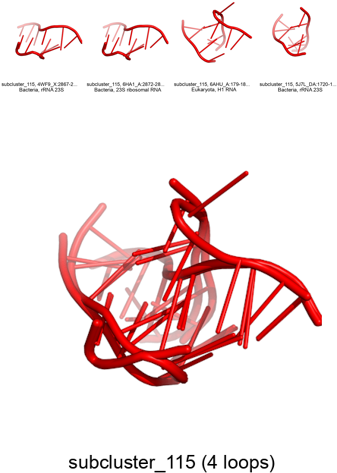 subcluster_115, 4WF9_X:2867-2...
Bacteria, rRNA 23S
subcluster_115, 6HA1_A:2872-28...
Bacteria, 23S ribosomal RNA
subcluster_115, 6AHU_A:179-18...
Eukaryota, H1 RNA
subcluster_115, 5J7L_DA:1720-1...
Bacteria, rRNA 23S
subcluster_115 (4 loops)